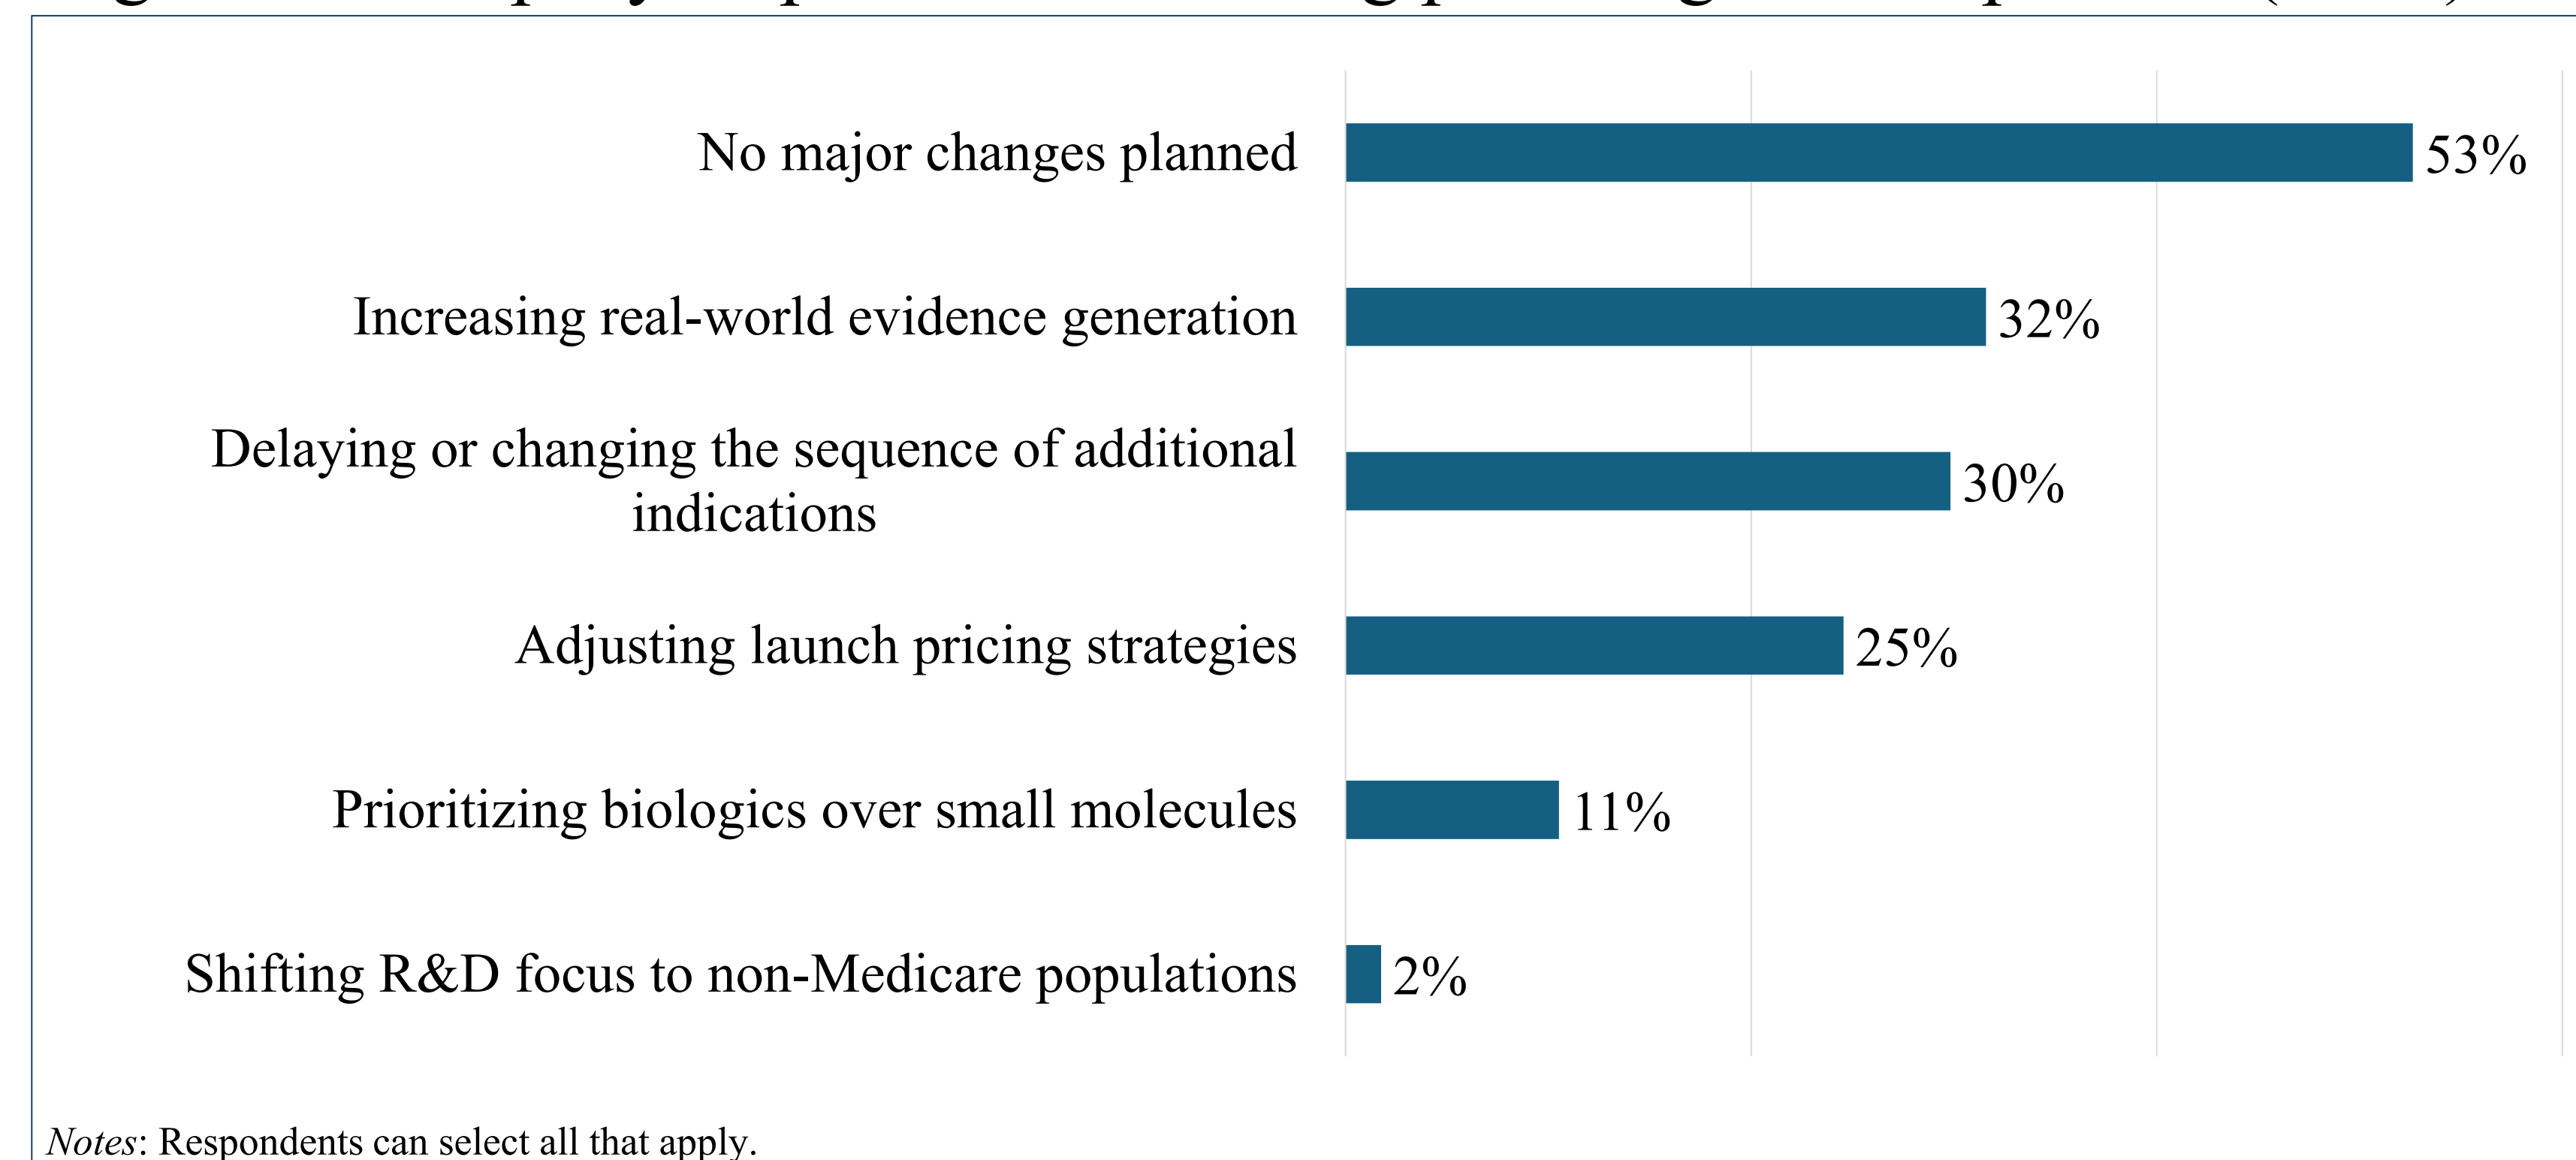 No major changes planned
53%
Increasing real-world evidence generation
32%
Delaying or changing the sequence of additional
indications
30%
Adjusting launch pricing strategies
25%
Prioritizing biologics over small molecules
11%
Shifting R&D focus to non-Medicare populations
2%
Notes: Respondents can select all that apply.